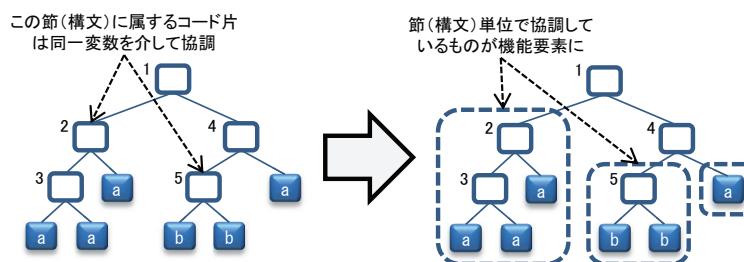 この節(構文)に属するコード片
は同一変数を介して協調
1
2
4
3
a
5
a
a
a
b
b
節(構文)単位で協調して
いるものが機能要素に
1
2
4
3
a
5
a
a
a
b
b